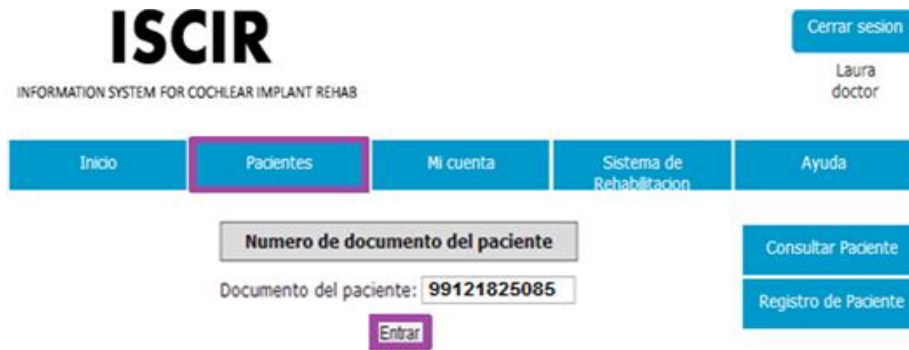 ISCIR
INFORMATION SYSTEM FOR COCHLEAR IMPLANT REHAB
Cerrar sesion
Laura
doctor
Inicio
Pacientes
Mi cuenta
Sistema de
Rehabilitacion
Ayuda
Numero de documento del paciente
Documento del paciente: 99121825085
Entrar
Consultar Paciente
Registro de Paciente